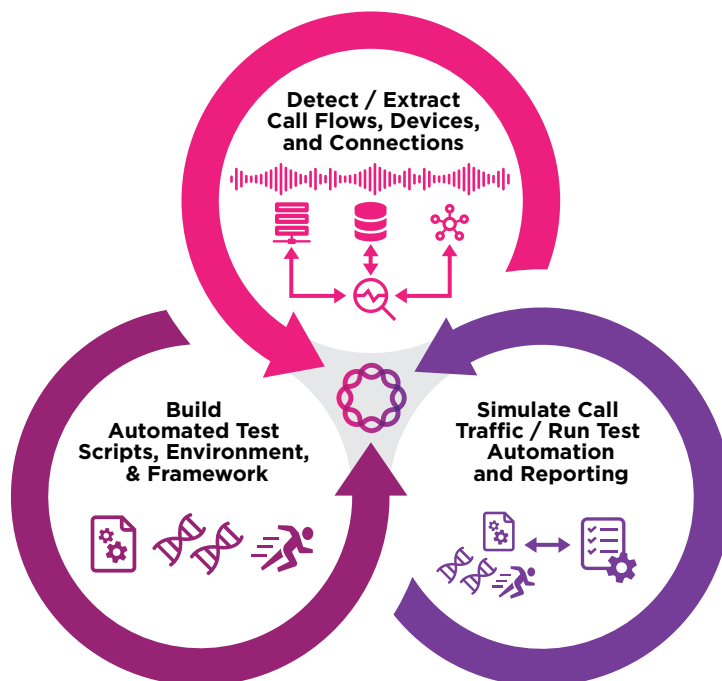 Detect / Extract
Call Flows, Devices,
and Connections
Build
Automated Test
Scripts, Environment,
& Framework
Simulate Call
Traffic / Run Test
Automation
and Reporting